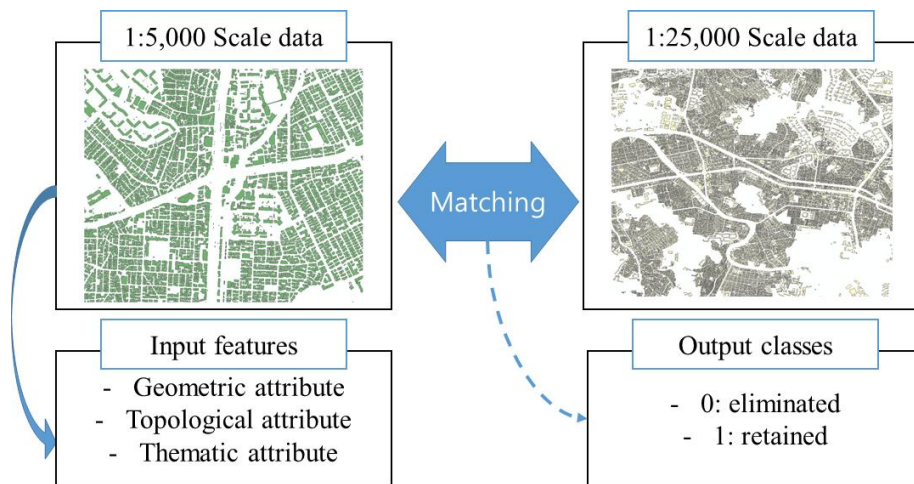 1:5,000 Scale data
1:25,000 Scale data
Matching
Input features
- Geometric attribute
- Topological attribute
- Thematic attribute
Output classes
- 0: eliminated
- 1: retained